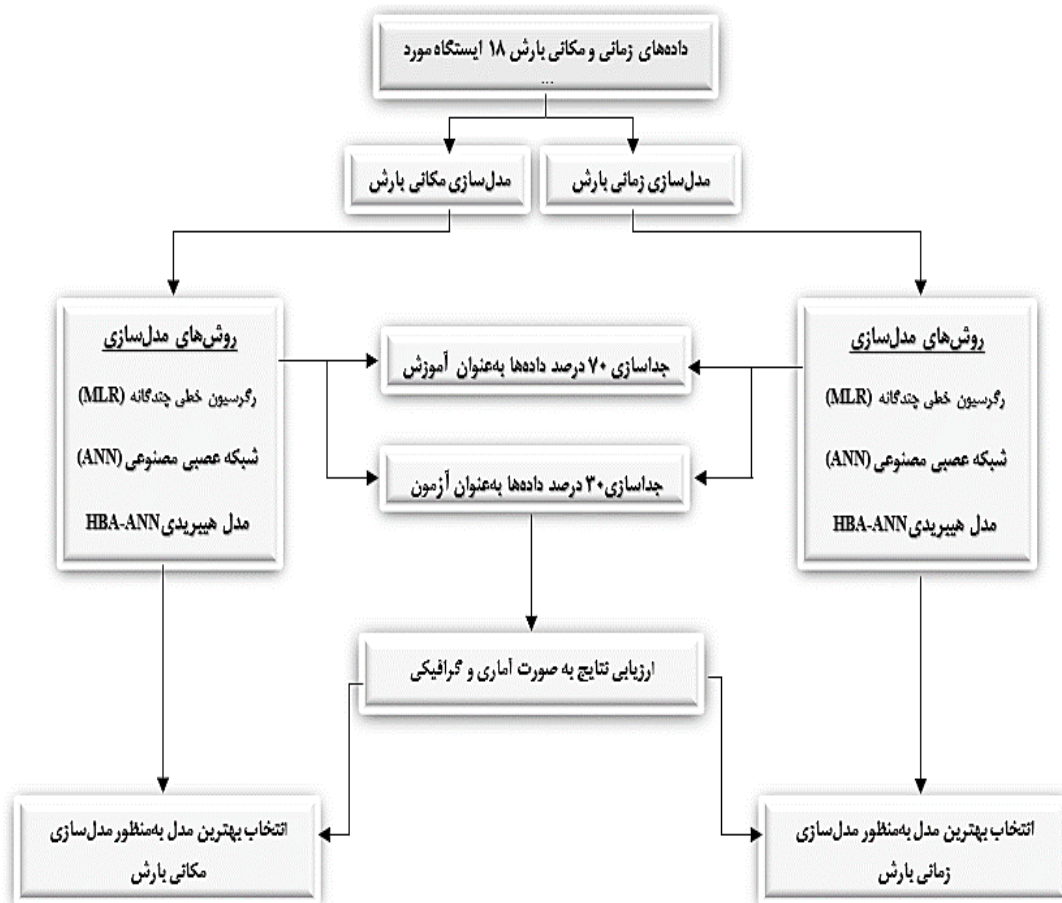 داده‌های زمانی و مکانی بارش ۱۸ ایستگاه مورد
...
مدل‌سازی زمانی بارش
مدل‌سازی مکانی بارش
روش‌های مدل‌سازی
رگرسیون خطی چندگانه (MLR)
شبکه عصبی مصنوعی (ANN)
مدل هیبریدی HBA-ANN
جداسازی ۷۰ درصد داده‌ها به‌عنوان آموزش
جداسازی ۳۰ درصد داده‌ها به‌عنوان آزمون
روش‌های مدل‌سازی
رگرسیون خطی چندگانه (MLR)
شبکه عصبی مصنوعی (ANN)
مدل هیبریدی HBA-ANN
ارزیابی نتایج به صورت آماری و گرافیکی
انتخاب بهترین مدل به‌منظور مدل‌سازی
زمانی بارش
انتخاب بهترین مدل به‌منظور مدل‌سازی
مکانی بارش